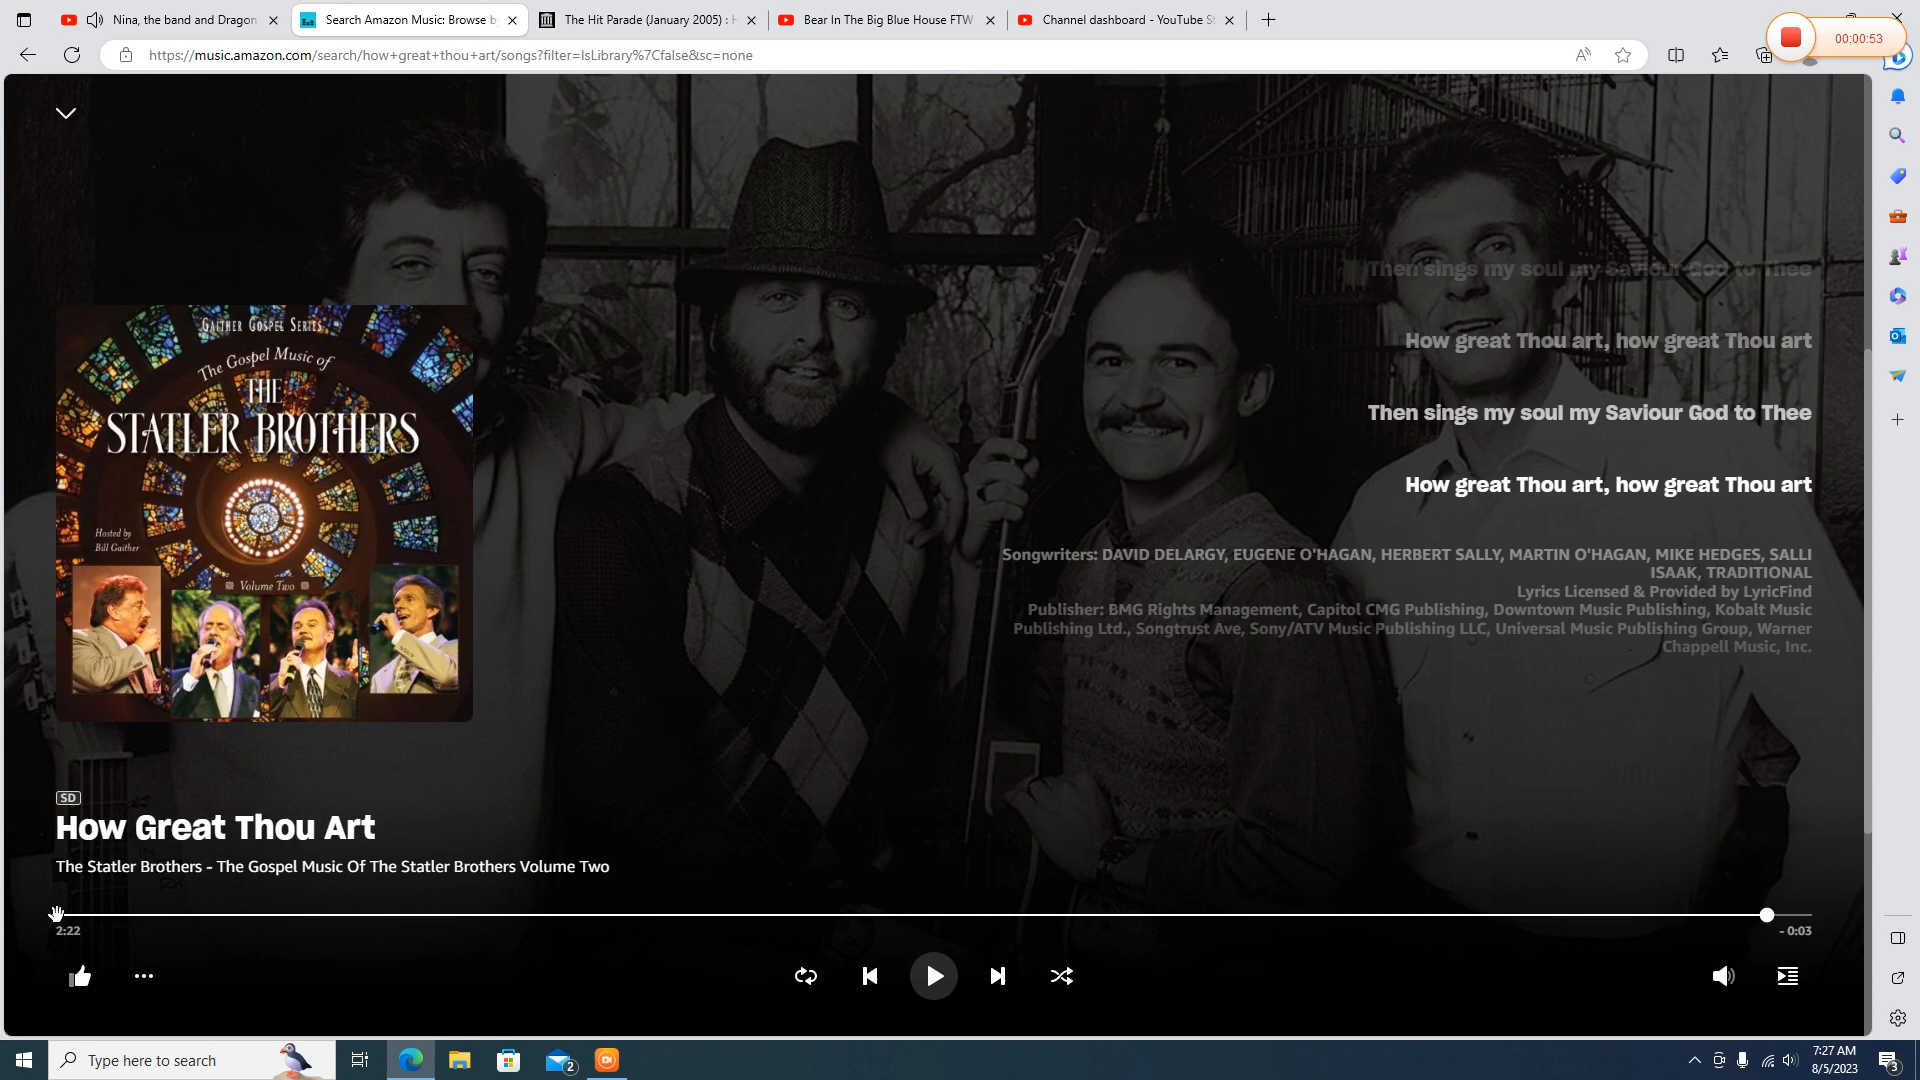 Nina, the band and Dragon
Search Amazon Music: Browse b
The Hit Parade (January 2005) : H
Bear In The Big Blue House FTW
Channel dashboard - YouTube St
00:00:53
https://music.amazon.com/search/how+great+thou+art/songs?filter=IsLibrary%7Cfalse&sc=none
Then sings my soul my Saviour God to Thee
How great Thou art, how great Thou art
Then sings my soul my Saviour God to Thee
How great Thou art, how great Thou art
Songwriters: DAVID DELARGY, EUGENE O'HAGAN, HERBERT SALLY, MARTIN O'HAGAN, MIKE HEDGES, SALLI
ISAAK, TRADITIONAL
Lyrics Licensed & Provided by LyricFind
Publisher: BMG Rights Management, Capitol CMG Publishing, Downtown Music Publishing, Kobalt Music
Publishing Ltd., Songtrust Ave, Sony/ATV Music Publishing LLC, Universal Music Publishing Group, Warner
Chappell Music, Inc.
GAITHER GOSPEL SERIES
The Gospel Music of
THE
STATLER BROTHERS
Hosted by
Bill Gaither
Volume Two
SD
How Great Thou Art
The Statler Brothers - The Gospel Music Of The Statler Brothers Volume Two
2:22
- 0:03
Type here to search
2
7:27 AM
8/5/2023
3